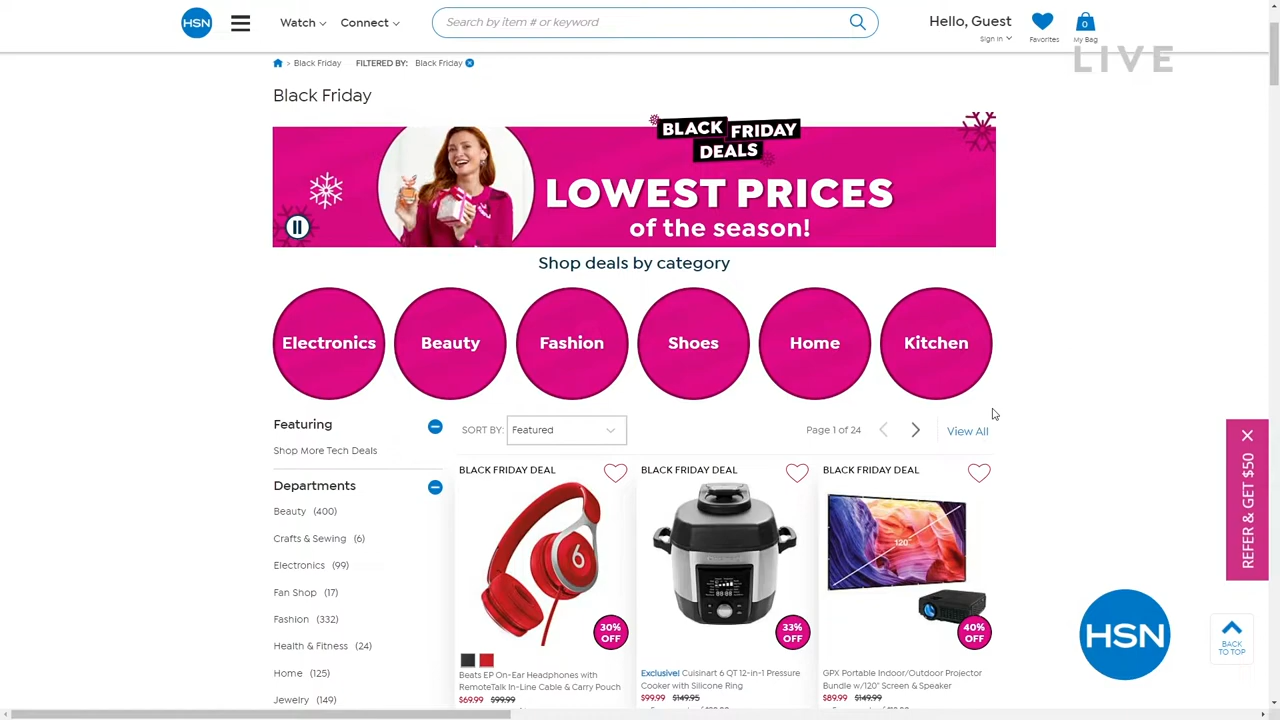 HSN
Watch
Connect
Search by item # or keyword
Hello, Guest
Sign In
Favorites
0
My Bag
LIVE
> Black Friday
FILTERED BY: Black Friday
Black Friday
BLACK FRIDAY
DEALS
LOWEST PRICES
of the season!
Shop deals by category
Electronics
Beauty
Fashion
Shoes
Home
Kitchen
Featuring
Shop More Tech Deals
Departments
Beauty (400)
Crafts & Sewing (6)
Electronics (99)
Fan Shop (17)
Fashion (332)
Health & Fitness (24)
Home (125)
Jewelry (149)
SORT BY: Featured
Page 1 of 24
View All
BLACK FRIDAY DEAL
30%
OFF
Beats EP On-Ear Headphones with
RemoteTalk In-Line Cable & Carry Pouch
$69.99 $99.99
BLACK FRIDAY DEAL
33%
OFF
Exclusive! Cuisinart 6 QT 12-in-1 Pressure
Cooker with Silicone Ring
$99.99 $149.95
BLACK FRIDAY DEAL
120"
40%
OFF
GPX Portable Indoor/Outdoor Projector
Bundle w/120" Screen & Speaker
$89.99 $149.99
REFER & GET $50
HSN
BACK
TO TOP